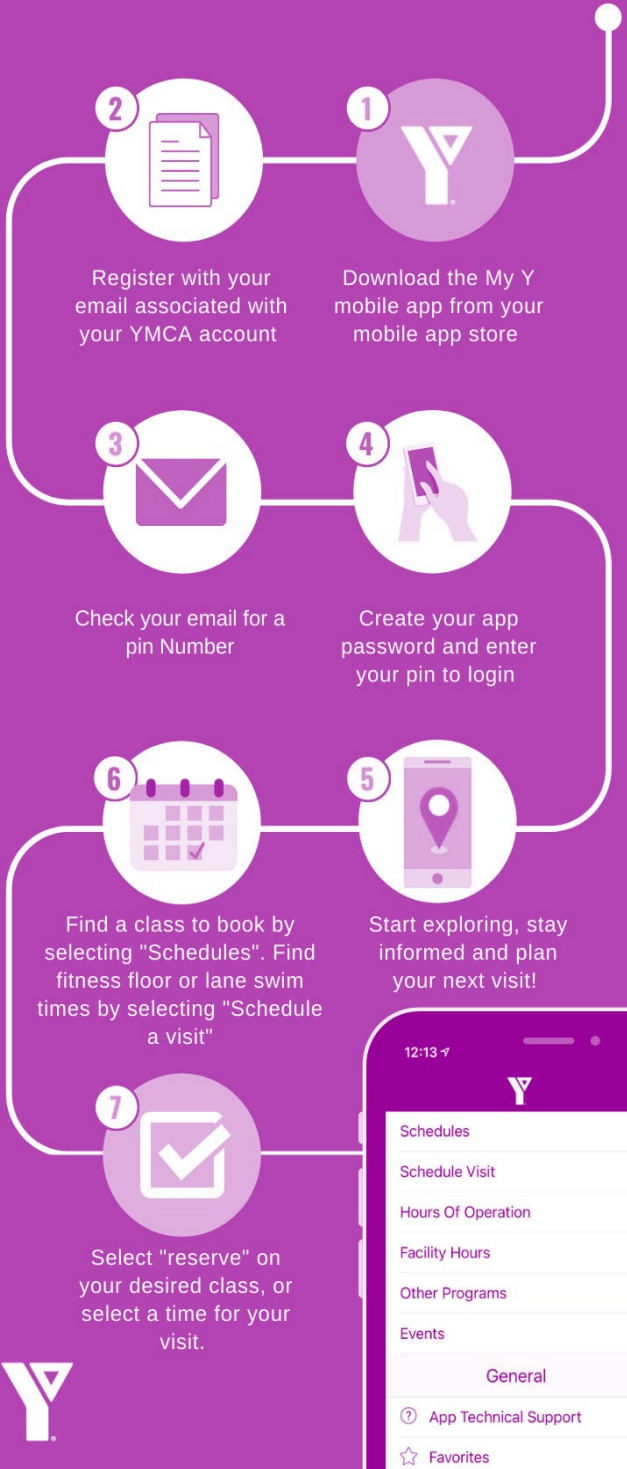 1
Download the My Y
mobile app from your
mobile app store
2
Register with your
email associated with
your YMCA account
3
Check your email for a
pin Number
4
Create your app
password and enter
your pin to login
5
Start exploring, stay
informed and plan
your next visit!
6
Find a class to book by
selecting "Schedules". Find
fitness floor or lane swim
times by selecting "Schedule
a visit"
7
Select "reserve" on
your desired class, or
select a time for your
visit.
12:13
Y
Schedules
Schedule Visit
Hours Of Operation
Facility Hours
Other Programs
Events
General
App Technical Support
Favorites
Y